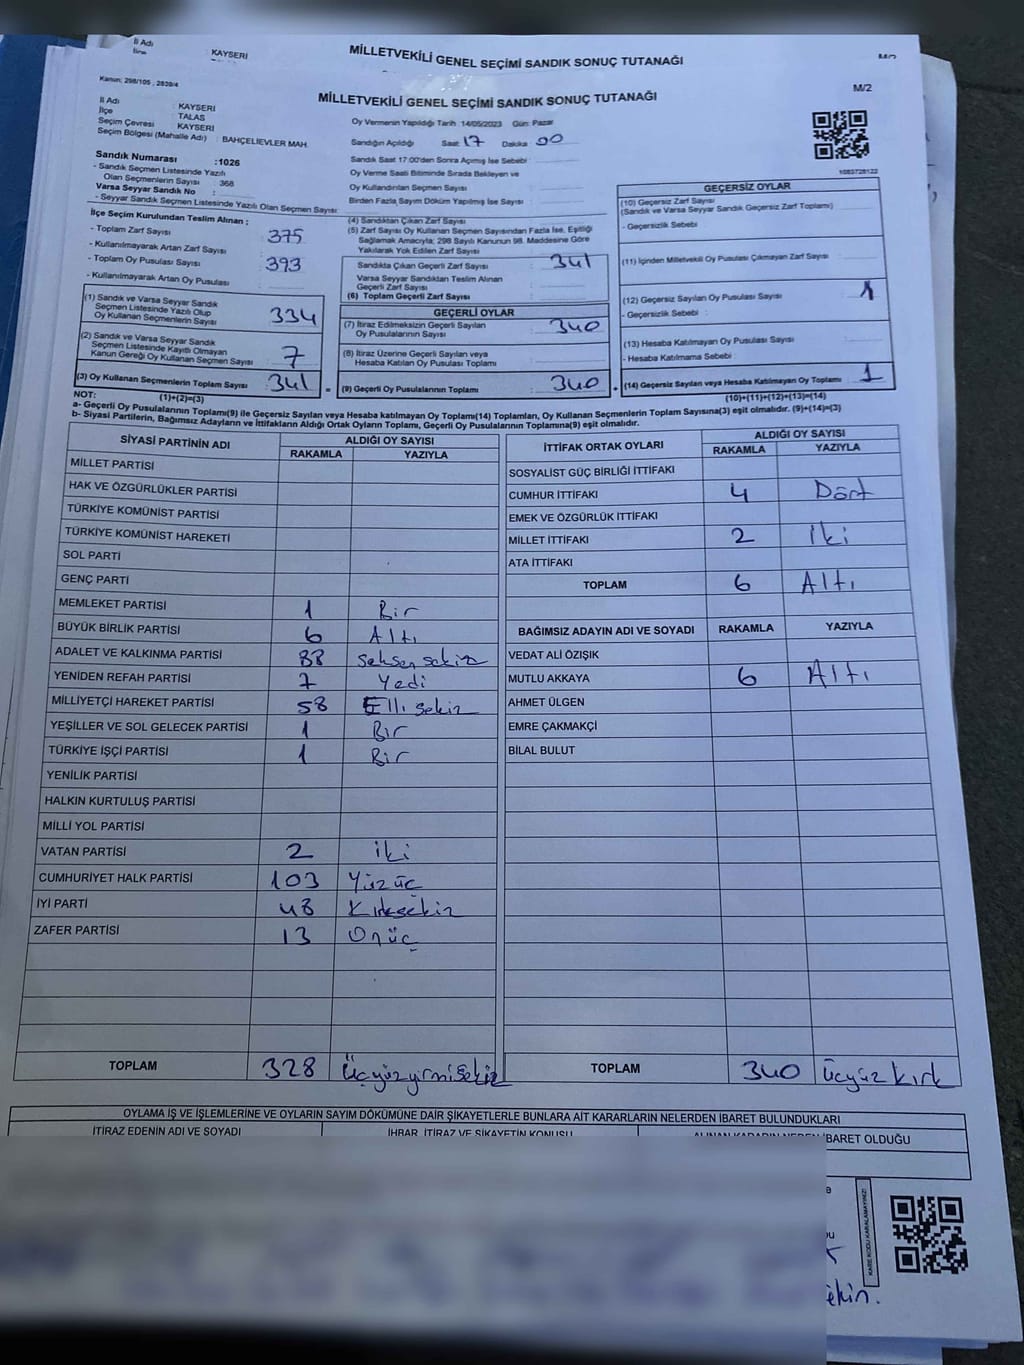 İl Adı
KAYSERİ
MİLLETVEKİLİ GENEL SEÇİMİ SANDIK SONUÇ TUTANAĞI
Kanun: 298/105 , 2839/4
MİLLETVEKİLİ GENEL SEÇİMİ SANDIK SONUÇ TUTANAĞI
M/2
İl Adı : KAYSERİ
İlçe : TALAS
Seçim Çevresi : KAYSERİ
Seçim Bölgesi (Mahalle Adı) : BAHÇELİEVLER MAH.
Oy Vermenin Yapıldığı Tarih :14/05/2023 Gün: Pazar
Sandığın Açıldığı Saat :17 Dakika :00
Sandık Saat 17.00'den Sonra Açımış İse Sebebi :
Oy Verme Saati Bitiminde Sırada Bekleyen ve
Oy Kullandırılan Seçmen Sayısı :
Birden Fazla Sayım Döküm Yapılmış İse Sayısı :
Sandık Numarası :1026
- Sandık Seçmen Listesinde Yazılı
Olan Seçmenlerin Sayısı : 368
Varsa Seyyar Sandık No :
- Seyyar Sandık Seçmen Listesinde Yazılı Olan Seçmen Sayısı:
İlçe Seçim Kurulundan Teslim Alınan ;
- Toplam Zarf Sayısı : 375
- Kullanılmayarak Artan Zarf Sayısı :
- Toplam Oy Pusulası Sayısı : 393
- Kullanılmayarak Artan Oy Pusulası :
(1) Sandık ve Varsa Seyyar Sandık
Seçmen Listesinde Yazılı Olup
Oy Kullanan Seçmenlerin Sayısı : 334
(2) Sandık ve Varsa Seyyar Sandık
Seçmen Listesinde Kayıtlı Olmayan
Kanun Gereği Oy Kullanan Seçmen Sayısı : 7
(3) Oy Kullanan Seçmenlerin Toplam Sayısı : 341
(1)+(2)=(3)
(4) Sandıktan Çıkan Zarf Sayısı
(5) Zarf Sayısı Oy Kullanan Seçmen Sayısından Fazla İse, Eşitliği
Sağlamak Amacıyla; 298 Sayılı Kanunun 98. Maddesine Göre
Yakılarak Yok Edilen Zarf Sayısı
Sandıkta Çıkan Geçerli Zarf Sayısı : 341
Varsa Seyyar Sandıktan Teslim Alınan
Geçerli Zarf Sayısı
(6) Toplam Geçerli Zarf Sayısı :
GEÇERLİ OYLAR
(7) İtiraz Edilmeksizin Geçerli Sayılan
Oy Pusulalarının Sayısı : 340
(8) İtiraz Üzerine Geçerli Sayılan veya
Hesaba Katılan Oy Pusulası Toplamı :
= (9) Geçerli Oy Pusulalarının Toplamı : 340 +
1083728122
GEÇERSİZ OYLAR
(10) Geçersiz Zarf Sayısı
(Sandık ve Varsa Seyyar Sandık Geçersiz Zarf Toplamı)
- Geçersizlik Sebebi :
(11) İçinden Milletvekili Oy Pusulası Çıkmayan Zarf Sayısı:
(12) Geçersiz Sayılan Oy Pusulası Sayısı : 1
- Geçersizlik Sebebi :
(13) Hesaba Katılmayan Oy Pusulası Sayısı :
- Hesaba Katılmama Sebebi :
(14) Geçersiz Sayılan veya Hesaba Katılmayan Oy Toplamı : 1
(10)+(11)+(12)+(13)=(14)
NOT:
a- Geçerli Oy Pusulalarının Toplamı(9) ile Geçersiz Sayılan veya Hesaba katılmayan Oy Toplamı(14) Toplamları, Oy Kullanan Seçmenlerin Toplam Sayısına(3) eşit olmalıdır. (9)+(14)=(3)
b- Siyasi Partilerin, Bağımsız Adayların ve İttifakların Aldığı Ortak Oyların Toplamı, Geçerli Oy Pusulalarının Toplamına(9) eşit olmalıdır.
SİYASİ PARTİNİN ADI ALDIĞI OY SAYISI
RAKAMLA YAZIYLA
MİLLET PARTİSİ
HAK VE ÖZGÜRLÜKLER PARTİSİ
TÜRKİYE KOMÜNİST PARTİSİ
TÜRKİYE KOMÜNİST HAREKETİ
SOL PARTİ
GENÇ PARTİ
MEMLEKET PARTİSİ 1 Bir
BÜYÜK BİRLİK PARTİSİ 6 Altı
ADALET VE KALKINMA PARTİSİ 88 Seksensekiz
YENİDEN REFAH PARTİSİ 7 Yedi
MİLLİYETÇİ HAREKET PARTİSİ 58 Ellisekiz
YEŞİLLER VE SOL GELECEK PARTİSİ 1 Bir
TÜRKİYE İŞÇİ PARTİSİ 1 Bir
YENİLİK PARTİSİ
HALKIN KURTULUŞ PARTİSİ
MİLLİ YOL PARTİSİ
VATAN PARTİSİ 2 iki
CUMHURİYET HALK PARTİSİ 103 Yüzüç
İYİ PARTİ 48 Kırksekiz
ZAFER PARTİSİ 13 Onüç
TOPLAM 328 Üçyüzyirmisekiz
İTTİFAK ORTAK OYLARI ALDIĞI OY SAYISI
RAKAMLA YAZIYLA
SOSYALİST GÜÇ BİRLİĞİ İTTİFAKI
CUMHUR İTTİFAKI 4 Dört
EMEK VE ÖZGÜRLÜK İTTİFAKI
MİLLET İTTİFAKI 2 İki
ATA İTTİFAKI
TOPLAM 6 Altı
BAĞIMSIZ ADAYIN ADI VE SOYADI RAKAMLA YAZIYLA
VEDAT ALİ ÖZIŞIK
MUTLU AKKAYA 6 Altı
AHMET ÜLGEN
EMRE ÇAKMAKÇİ
BİLAL BULUT
TOPLAM 340 Üçyüzkırk
OYLAMA İŞ VE İŞLEMLERİNE VE OYLARIN SAYIM DÖKÜMÜNE DAİR ŞİKAYETLERLE BUNLARA AİT KARARLARIN NELERDEN İBARET BULUNDUKLARI
İTİRAZ EDENİN ADI VE SOYADI İHBAR, İTİRAZ VE ŞİKAYETİN KONUSU ALINAN KARARIN NEDEN İBARET OLDUĞU
KARE KODU KARALAMAYINIZ!